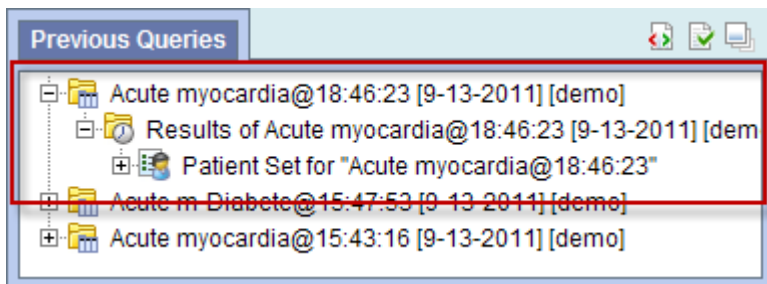 Previous Queries
Acute myocardia@18:46:23 [9-13-2011] [demo]
Results of Acute myocardia@18:46:23 [9-13-2011] [dem
Patient Set for "Acute myocardia@18:46:23"
Acute m-Diabete@15:47:53 [9-13-2011] [demo]
Acute myocardia@15:43:16 [9-13-2011] [demo]